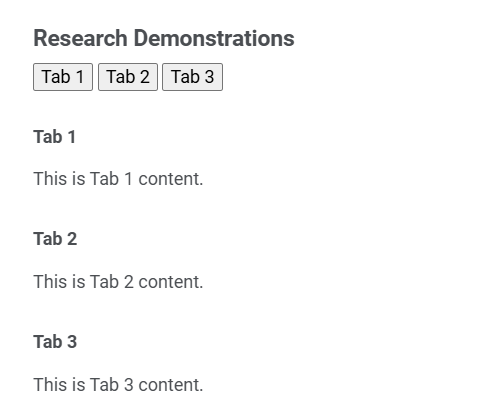 Research Demonstrations
Tab 1 Tab 2 Tab 3
Tab 1
This is Tab 1 content.
Tab 2
This is Tab 2 content.
Tab 3
This is Tab 3 content.